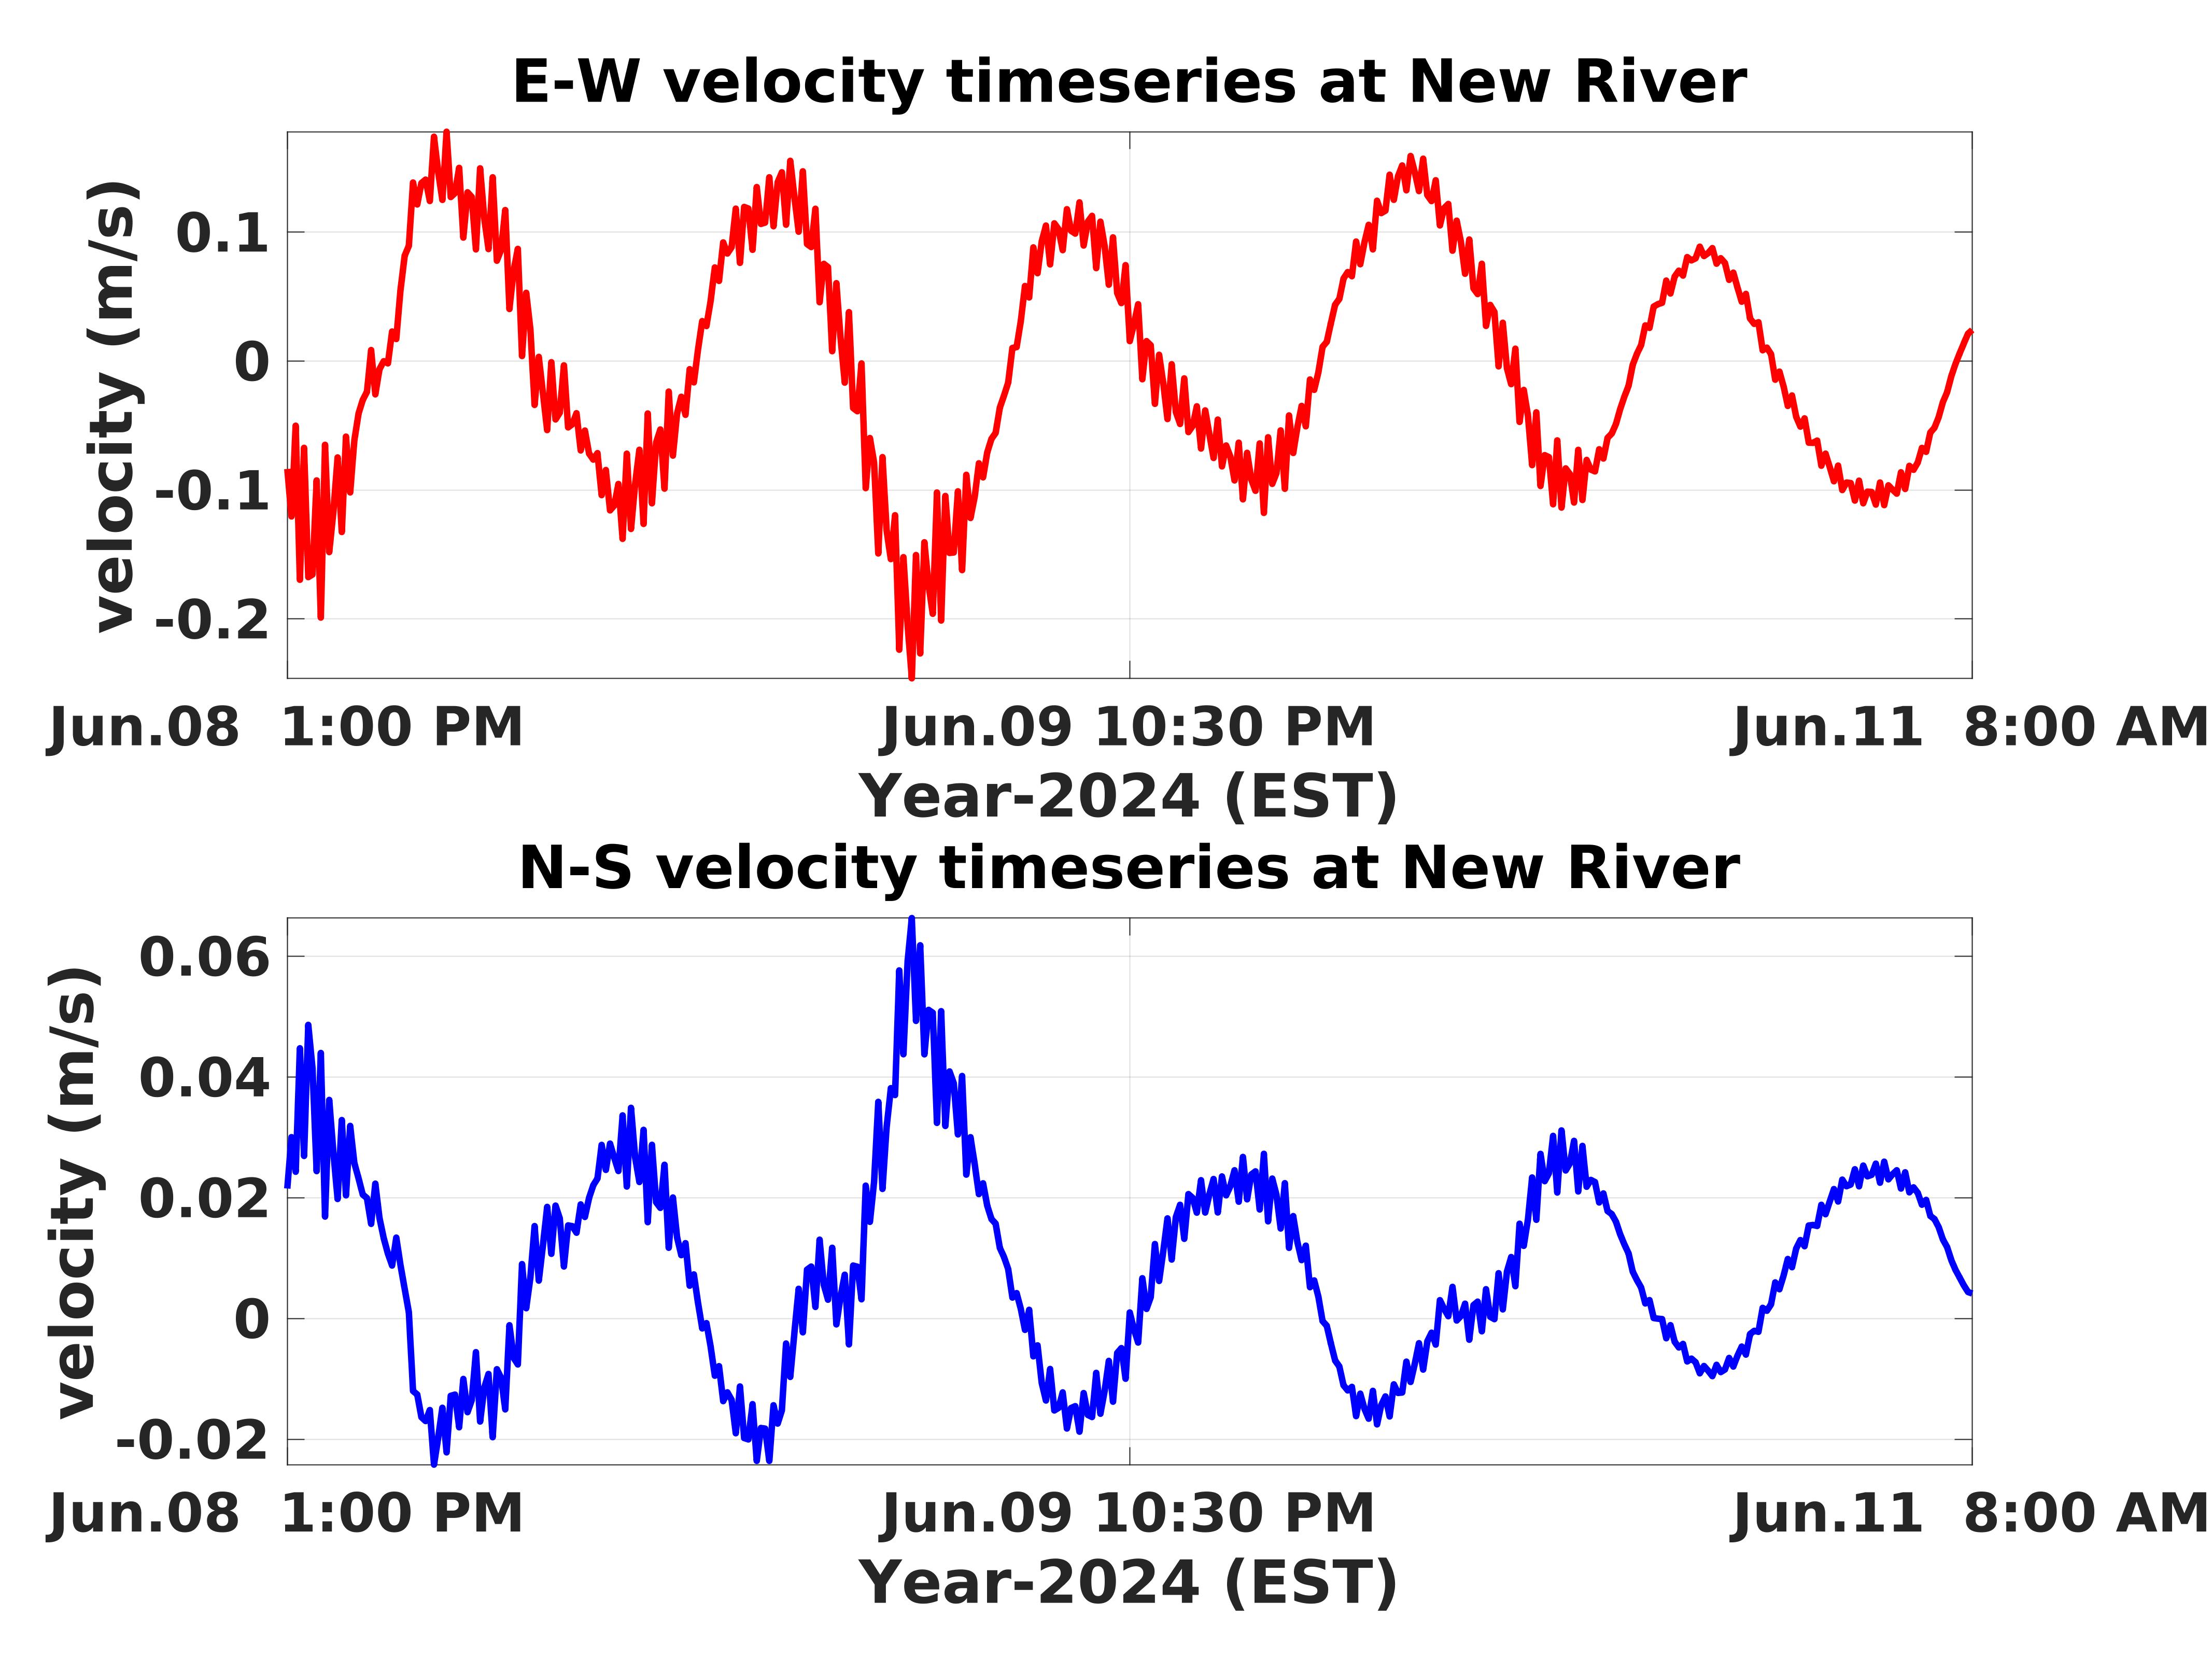 E-W velocity timeseries at New River
velocity (m/s)
0.1
0
-0.1
-0.2
Jun.08  1:00 PM
Jun.09 10:30 PM
Jun.11  8:00 AM
Year-2024 (EST)
N-S velocity timeseries at New River
velocity (m/s)
0.06
0.04
0.02
0
-0.02
Jun.08  1:00 PM
Jun.09 10:30 PM
Jun.11  8:00 AM
Year-2024 (EST)